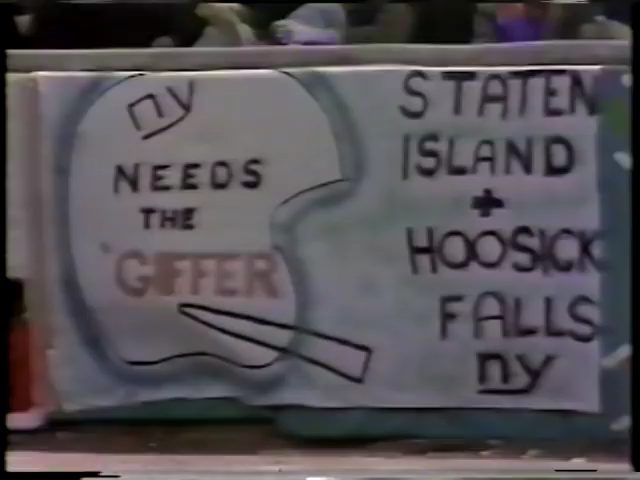 ny
NEEDS
THE
"GIFFER
STATEN
ISLAND
+
HOOSICK
FALLS
ny